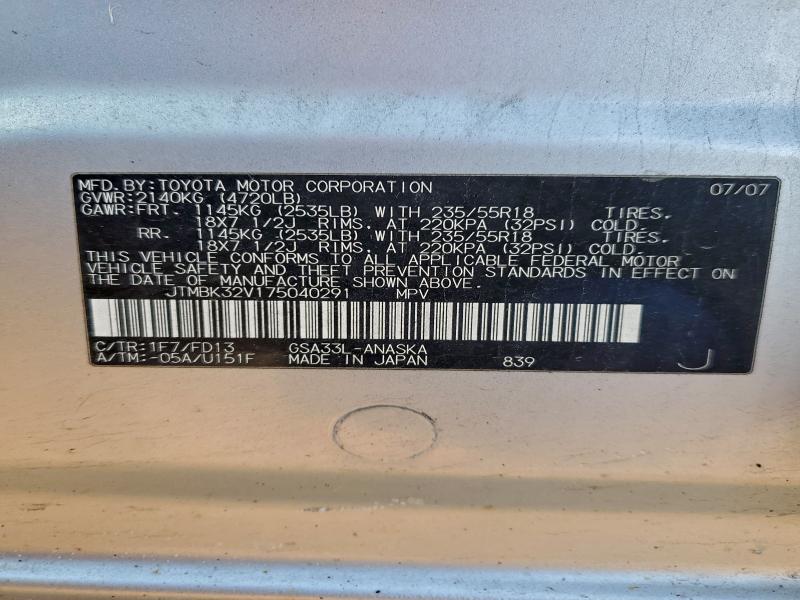 MFD. BY: TOYOTA MOTOR CORPORATION 07/07
GVWR: 2140KG (4720LB)
GAWR: FRT. 1145KG (2535LB) WITH 235/55R18 TIRES.
18X7 1/2J RIMS. AT 220KPA (32PSI) COLD.
RR. 1145KG (2535LB) WITH 235/55R18 TIRES.
18X7 1/2J RIMS. AT 220KPA (32PSI) COLD.
THIS VEHICLE CONFORMS TO ALL APPLICABLE FEDERAL MOTOR
VEHICLE SAFETY AND THEFT PREVENTION STANDARDS IN EFFECT ON
THE DATE OF MANUFACTURE SHOWN ABOVE.
JTMBK32V175040291 MPV
C/TR: 1F7/FD13 GSA33L-ANASKA
A/TM: -05A/U151F MADE IN JAPAN 839 J